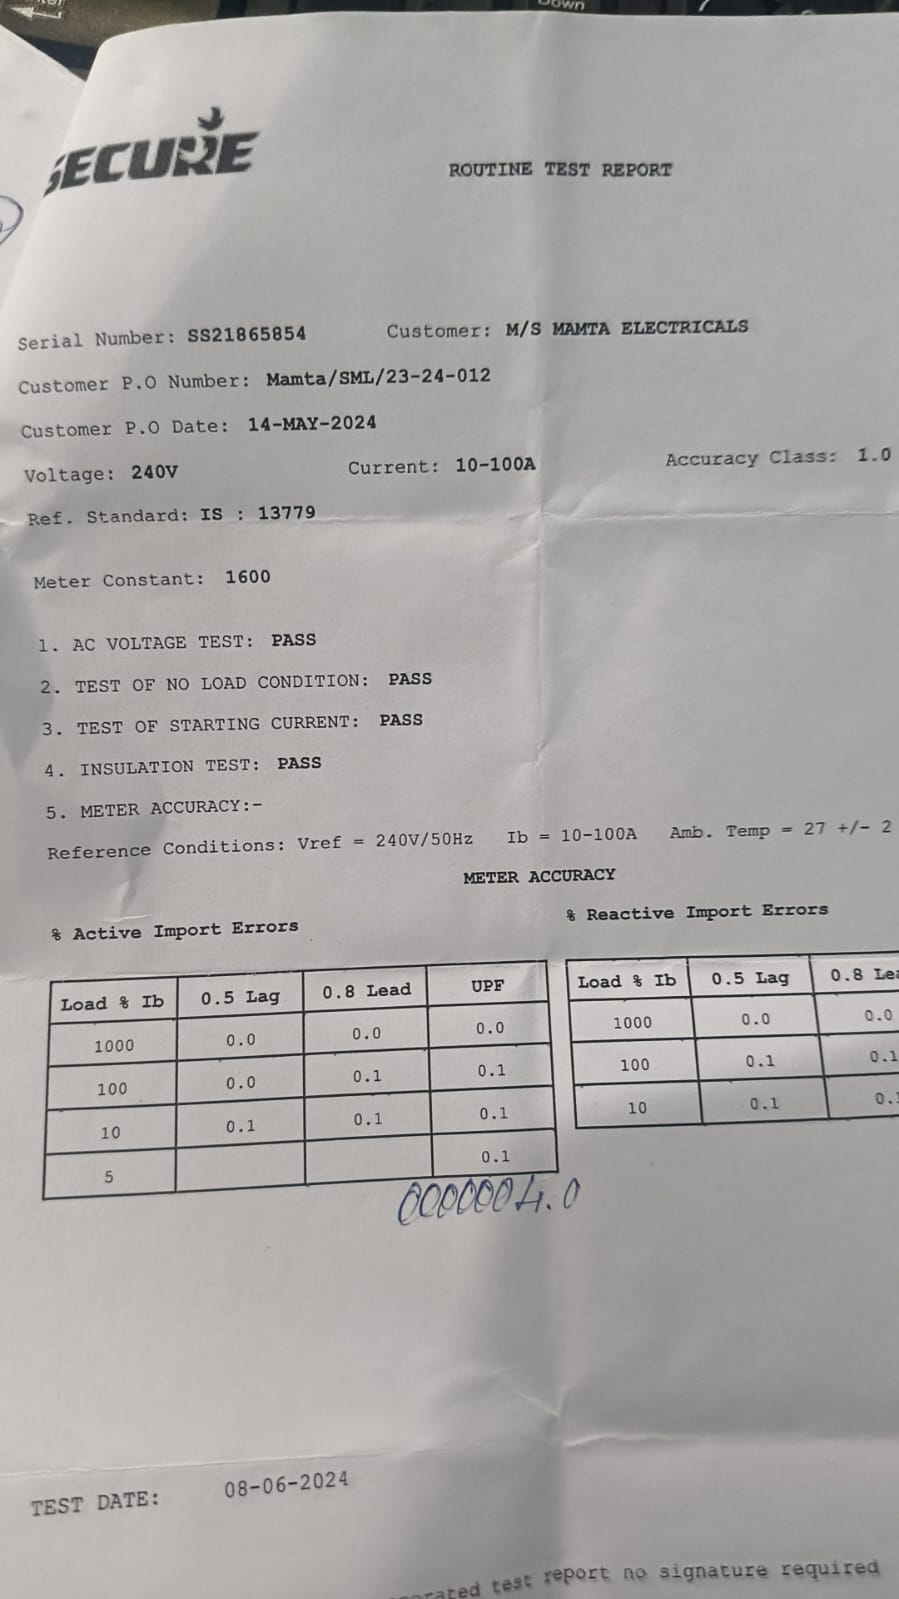 SECURE
ROUTINE TEST REPORT
Serial Number: SS21865854 Customer: M/S MAMTA ELECTRICALS
Customer P.O Number: Mamta/SML/23-24-012
Customer P.O Date: 14-MAY-2024
Voltage: 240V Current: 10-100A Accuracy Class: 1.0
Ref. Standard: IS : 13779
Meter Constant: 1600
1. AC VOLTAGE TEST: PASS
2. TEST OF NO LOAD CONDITION: PASS
3. TEST OF STARTING CURRENT: PASS
4. INSULATION TEST: PASS
5. METER ACCURACY:-
Reference Conditions: Vref = 240V/50Hz Ib = 10-100A Amb. Temp = 27 +/- 2
METER ACCURACY
% Active Import Errors
Load % Ib 0.5 Lag 0.8 Lead UPF
1000 0.0 0.0 0.0
100 0.0 0.1 0.1
10 0.1 0.1 0.1
5 0.1
% Reactive Import Errors
Load % Ib 0.5 Lag 0.8
1000 0.0 0.0
100 0.1 0.1
10 0.1
0000004.0
TEST DATE: 08-06-2024
test report no signature required
Down